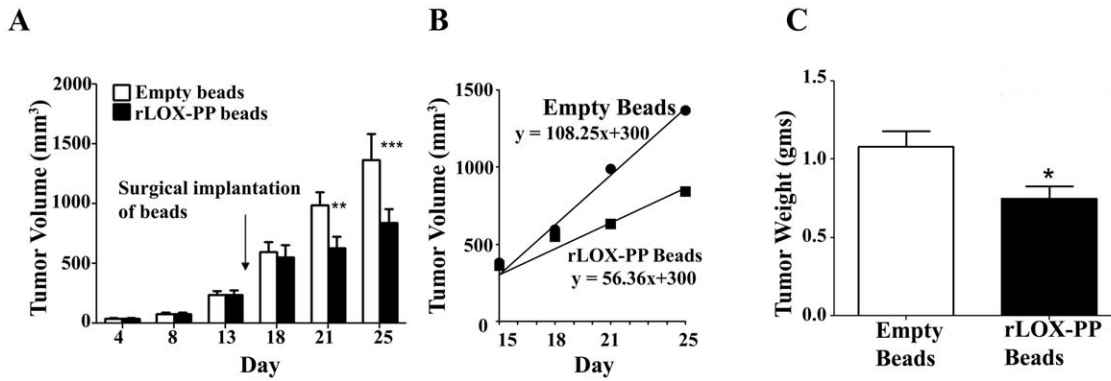 A
Tumor Volume (mm³)
2000
1500
1000
500
0
Empty beads
rLOX-PP beads
Surgical implantation
of beads
**
***
4 8 13 18 21 25
Day
B
Tumor Volume (mm³)
1500
1000
500
0
Empty Beads
y = 108.25x+300
rLOX-PP Beads
y = 56.36x+300
15 18 21 25
Day
C
Tumor Weight (gms)
1.5
1.0
0.5
0.0
*
Empty
Beads
rLOX-PP
Beads